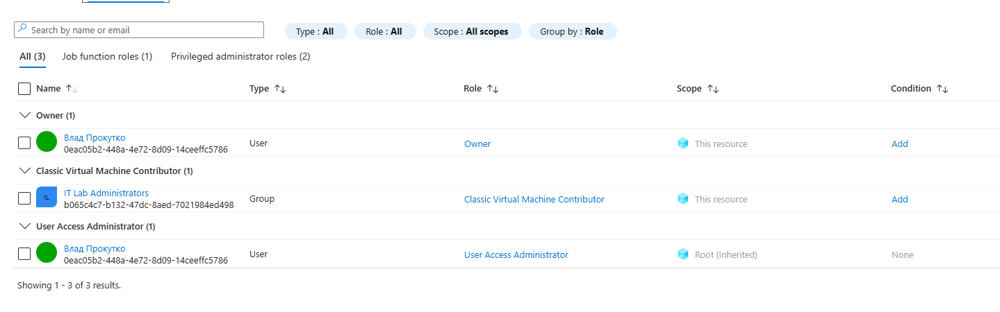 Search by name or email
Type : All
Role : All
Scope : All scopes
Group by : Role
All (3)
Job function roles (1)
Privileged administrator roles (2)
Name
Type
Role
Scope
Condition
Owner (1)
Влад Прокутко
0eac05b2-448a-4e72-8d09-14ceeffc5786
User
Owner
This resource
Add
Classic Virtual Machine Contributor (1)
IL
IT Lab Administrators
b065c4c7-b132-47dc-8aed-7021984ed498
Group
Classic Virtual Machine Contributor
This resource
Add
User Access Administrator (1)
Влад Прокутко
0eac05b2-448a-4e72-8d09-14ceeffc5786
User
User Access Administrator
Root (Inherited)
None
Showing 1 - 3 of 3 results.